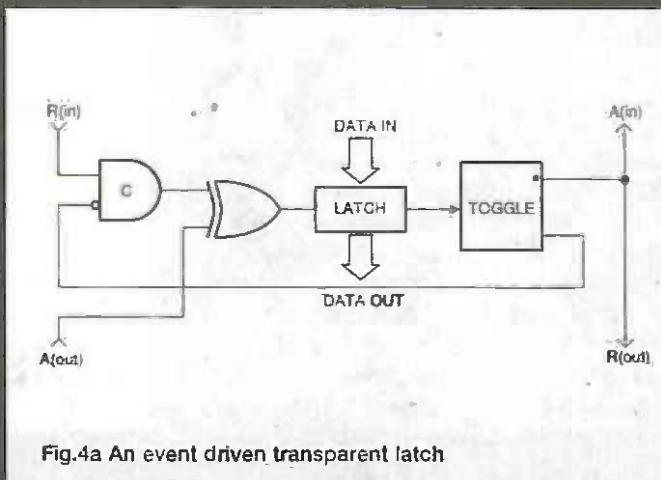 R(in)
A(in)
DATA IN
C
LATCH
TOGGLE
DATA OUT
A(out)
R(out)
Fig.4a An event driven transparent latch